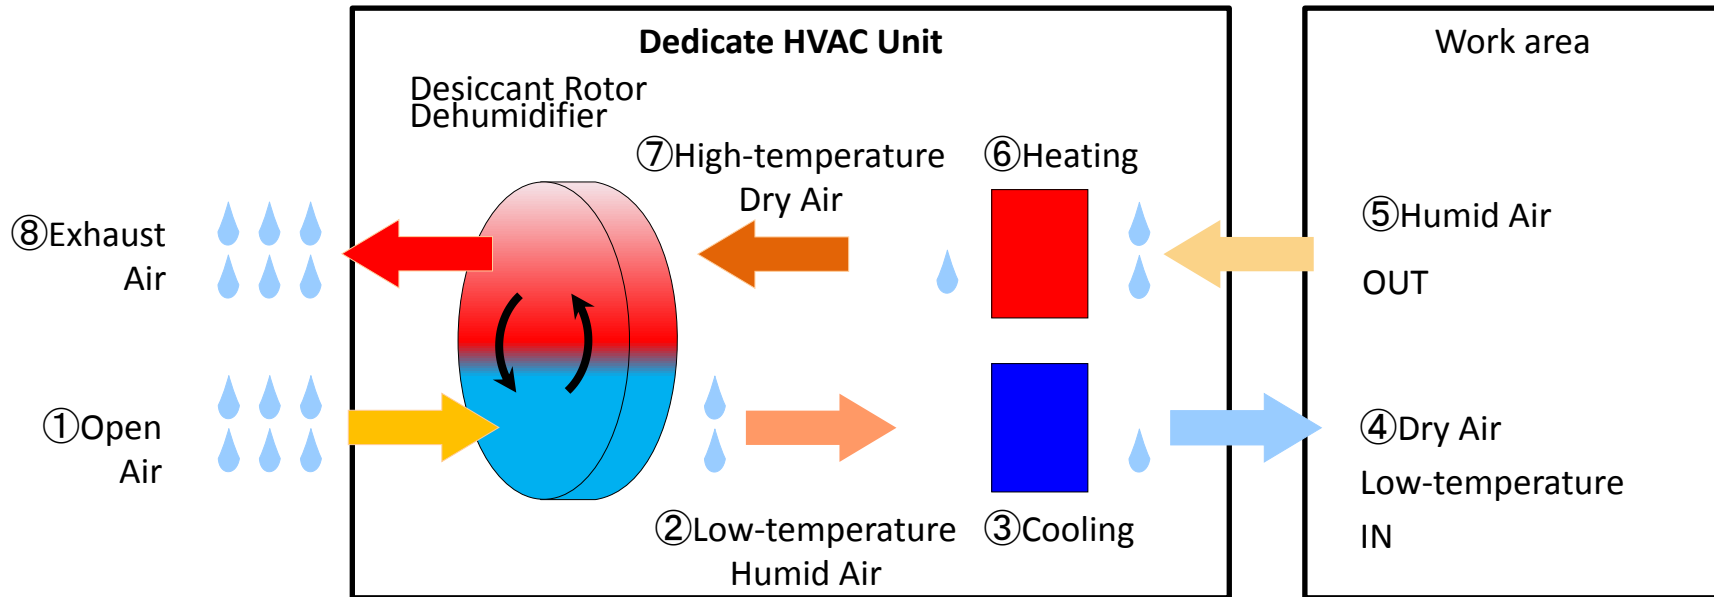 Dedicate HVAC Unit
Work area
Desiccant Rotor
Dehumidifier
⑦High-temperature
Dry Air
⑥Heating
⑧Exhaust
Air
⑤Humid Air
OUT
①Open
Air
④Dry Air
Low-temperature
IN
②Low-temperature
Humid Air
③Cooling